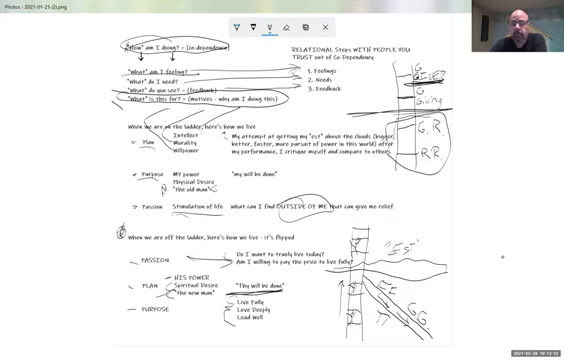 Photos - 2021-01-25 (2).png
"How" am I doing? - (co-dependence)
RELATIONAL Steps WITH PEOPLE YOU
TRUST out of Co-Dependency
"What" am I feeling?
1. Feelings
"What" do I need?
2. Needs
"What" do you see? - (feedback)
3. Feedback
"What" is this for? - (motives - why am I doing this)
G
GIVER
G
Giving
G.R.
R.R.
When we are on the ladder, here's how we live
Intellect
Plan
Morality
Willpower
My attempt at getting my "est" above the clouds (bigger,
better, faster, more pursuit of power in this world) after
my performance, I critique myself and compare to others
Purpose
MY power
"my will be done"
Physical Desire
"the old man"
Passion
Stimulation of life
what can I find OUTSIDE OF ME that can give me relief
When we are off the ladder, here's how we live - it's flipped
PASSION
Do I want to truely live today?
Am I willing to pay the price to live fully?
HIS POWER
PLAN
Spiritual Desire
"Thy will be done"
"the new man"
PURPOSE
Live Fully
Love Deeply
Lead Well
"EST"
GG
2021-02-28 18:12:32